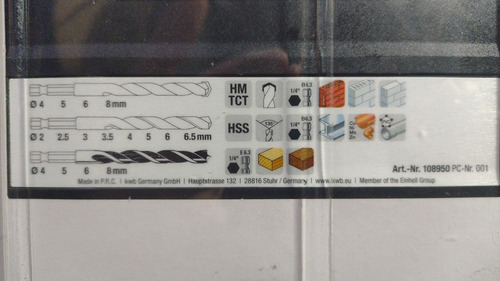 HM TCT 1/4" E6.3
Ø 4 5 6 8 mm
HSS 135° 1/4" E6.3
Ø 2 2.5 3 3.5 4 5 6 6.5 mm
1/4" E 6.3
Ø 4 5 6 8 mm
Art.-Nr. 108950 PC-Nr. 001
Made in P.R.C. | kwb Germany GmbH | Hauptstrasse 132 | 28816 Stuhr / Germany | www.kwb.eu | Member of the Einhell Group